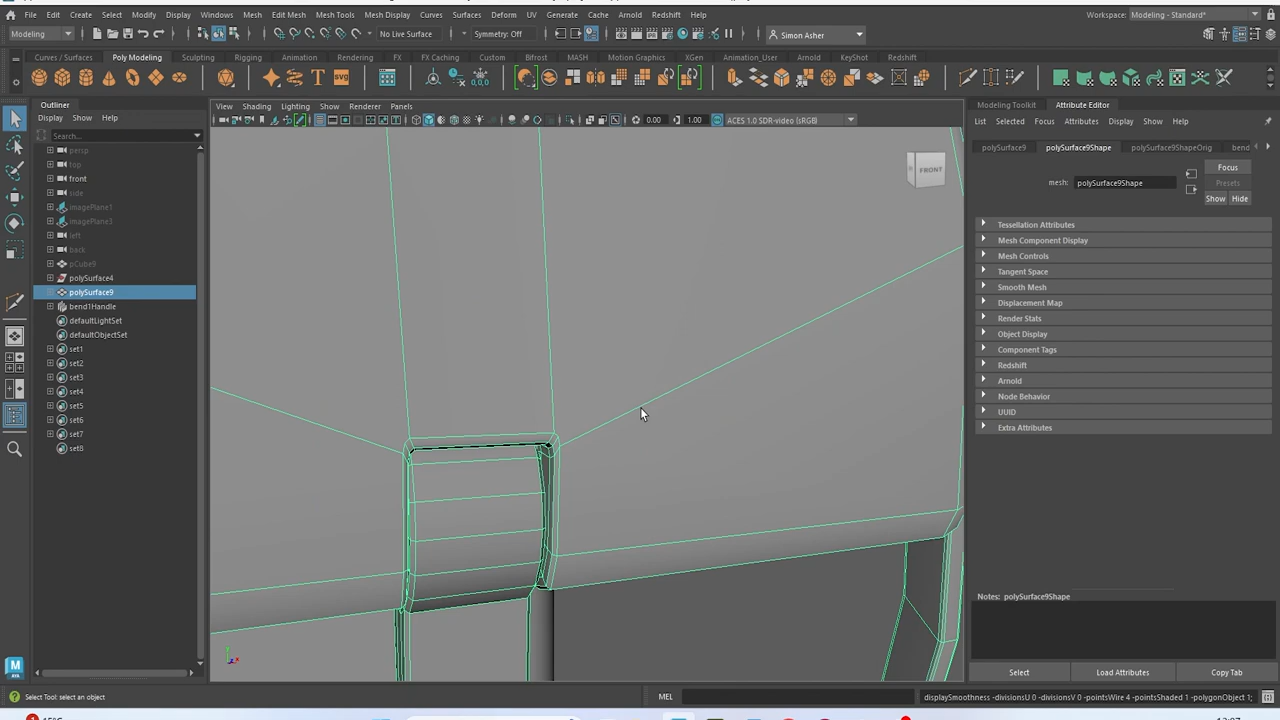 File Edit Create Select Modify Display Windows Mesh Edit Mesh Mesh Tools Mesh Display Curves Surfaces Deform UV Generate Cache Arnold Redshift Help Workspace: Modeling - Standard*
Modeling No Live Surface Symmetry: Off Simon Asher
Curves / Surfaces Poly Modeling Sculpting Rigging Animation Rendering FX FX Caching Custom Bifrost MASH Motion Graphics XGen Animation_User Arnold KeyShot Redshift
Outliner
Display Show Help
Search...
persp
top
front
side
imagePlane1
imagePlane3
left
back
pCube9
polySurface4
polySurface9
bend1Handle
defaultLightSet
defaultObjectSet
set1
set2
set3
set4
set5
set6
set7
set8
View Shading Lighting Show Renderer Panels
0.00 1.00 ACES 1.0 SDR-video (sRGB)
FRONT
Modeling Toolkit Attribute Editor
List Selected Focus Attributes Display Show Help
polySurface9 polySurface9Shape polySurface9ShapeOrig bend
mesh: polySurface9Shape
Focus
Presets
Show Hide
Tessellation Attributes
Mesh Component Display
Mesh Controls
Tangent Space
Smooth Mesh
Displacement Map
Render Stats
Object Display
Component Tags
Redshift
Arnold
Node Behavior
UUID
Extra Attributes
Notes: polySurface9Shape
Select Load Attributes Copy Tab
Select Tool: select an object MEL displaySmoothness -divisionsU 0 -divisionsV 0 -pointsWire 4 -pointsShaded 1 -polygonObject 1;